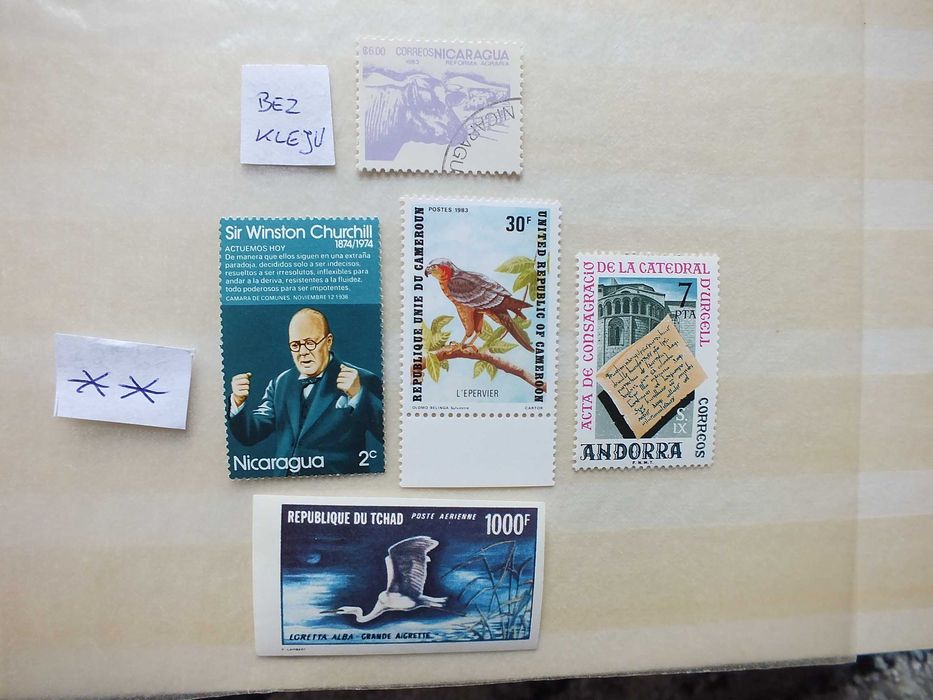 BEZ
KLEJU
₡6.00 CORREOS NICARAGUA
1983 REFORMA AGRARIA
NICARAGU
Sir Winston Churchill
1874/1974
ACTUEMOS HOY
De manera que ellos siguen en una extraña
paradoja, decididos solo a ser indecisos,
resueltos a ser irresolutos, inflexibles para
andar a la deriva, resistentes a la fluidez,
todo poderosos para ser impotentes.
CAMARA DE COMUNES, NOVIEMBRE 12 1936
Nicaragua 2c
POSTES 1983
30F
REPUBLIQUE UNIE DU CAMEROUN
UNITED REPUBLIC OF CAMEROON
L'EPERVIER
CARTOR
ACTA DE CONSAGRACIO DE LA CATEDRAL D'URGELL
7
PTA
S.
IX
CORREOS
ANDORRA
F.N.M.T.
**
REPUBLIQUE DU TCHAD POSTE AERIENNE 1000F
EGRETTA ALBA - GRANDE AIGRETTE